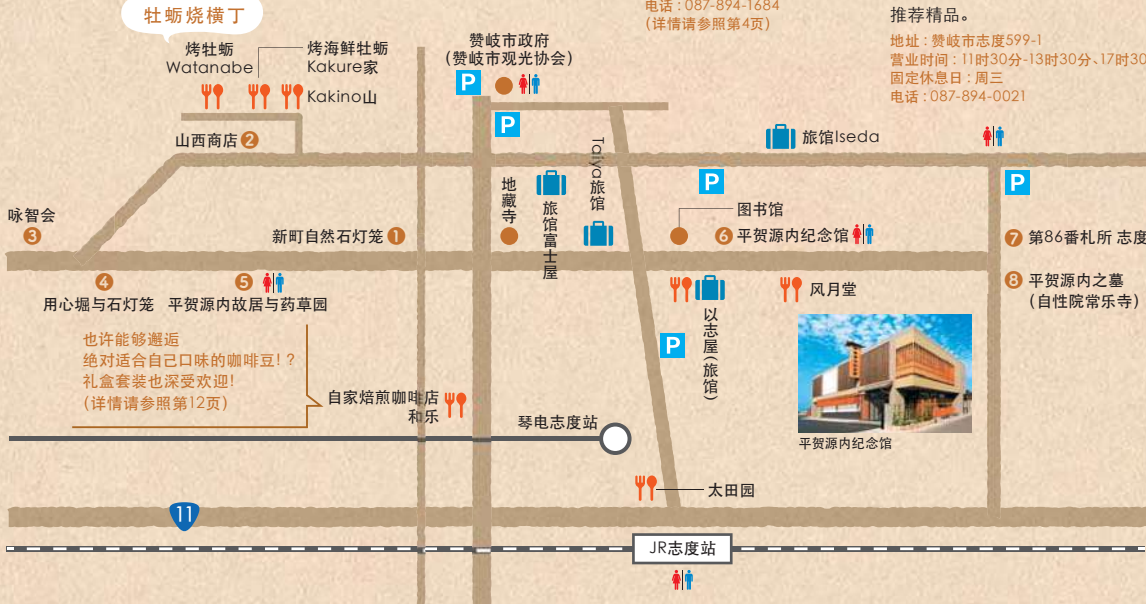 牡蛎烧横丁
电话：087-894-1684
(详情请参照第4页)
推荐精品。
地址：赞岐市志度599-1
营业时间：11时30分-13时30分、17时30
固定休息日：周三
电话：087-894-0021
烤牡蛎
Watanabe
烤海鲜牡蛎
Kakure家
Kakino山
赞岐市政府
(赞岐市观光协会)
P
P
山西商店 2
旅馆Iseda
Taiya旅馆
P
P
咏智会
3
新町自然石灯笼 1
地藏寺
旅馆富士屋
图书馆
6 平贺源内纪念馆
7 第86番札所 志度
4
用心堀与石灯笼
5
平贺源内故居与药草园
8 平贺源内之墓
(自性院常乐寺)
风月堂
以志屋(旅馆)
P
也许能够邂逅
绝对适合自己口味的咖啡豆！？
礼盒套装也深受欢迎！
(详情请参照第12页)
自家焙煎咖啡店
和乐
琴电志度站
平贺源内纪念馆
太田园
11
JR志度站